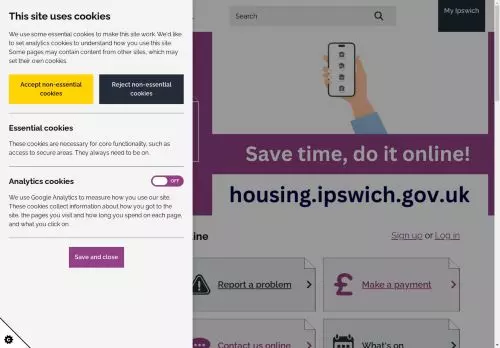 This site uses cookies
We use some essential cookies to make this site work. We'd like
to set analytics cookies to understand how you use this site.
Some pages may contain content from other sites, which may
set their own cookies.
Accept non-essential
cookies
Reject non-essential
cookies
Essential cookies
These cookies are necessary for core functionality, such as
access to secure areas. They always need to be on.
Analytics cookies
OFF
We use Google Analytics to measure how you use our site.
These cookies collect information about how you got to the
site, the pages you visit and how long you spend on each page,
and what you click on.
Save and close
Search
My Ipswich
Save time, do it online!
housing.ipswich.gov.uk
Sign up or Log in
Report a problem
Make a payment
Contact us online
What's on